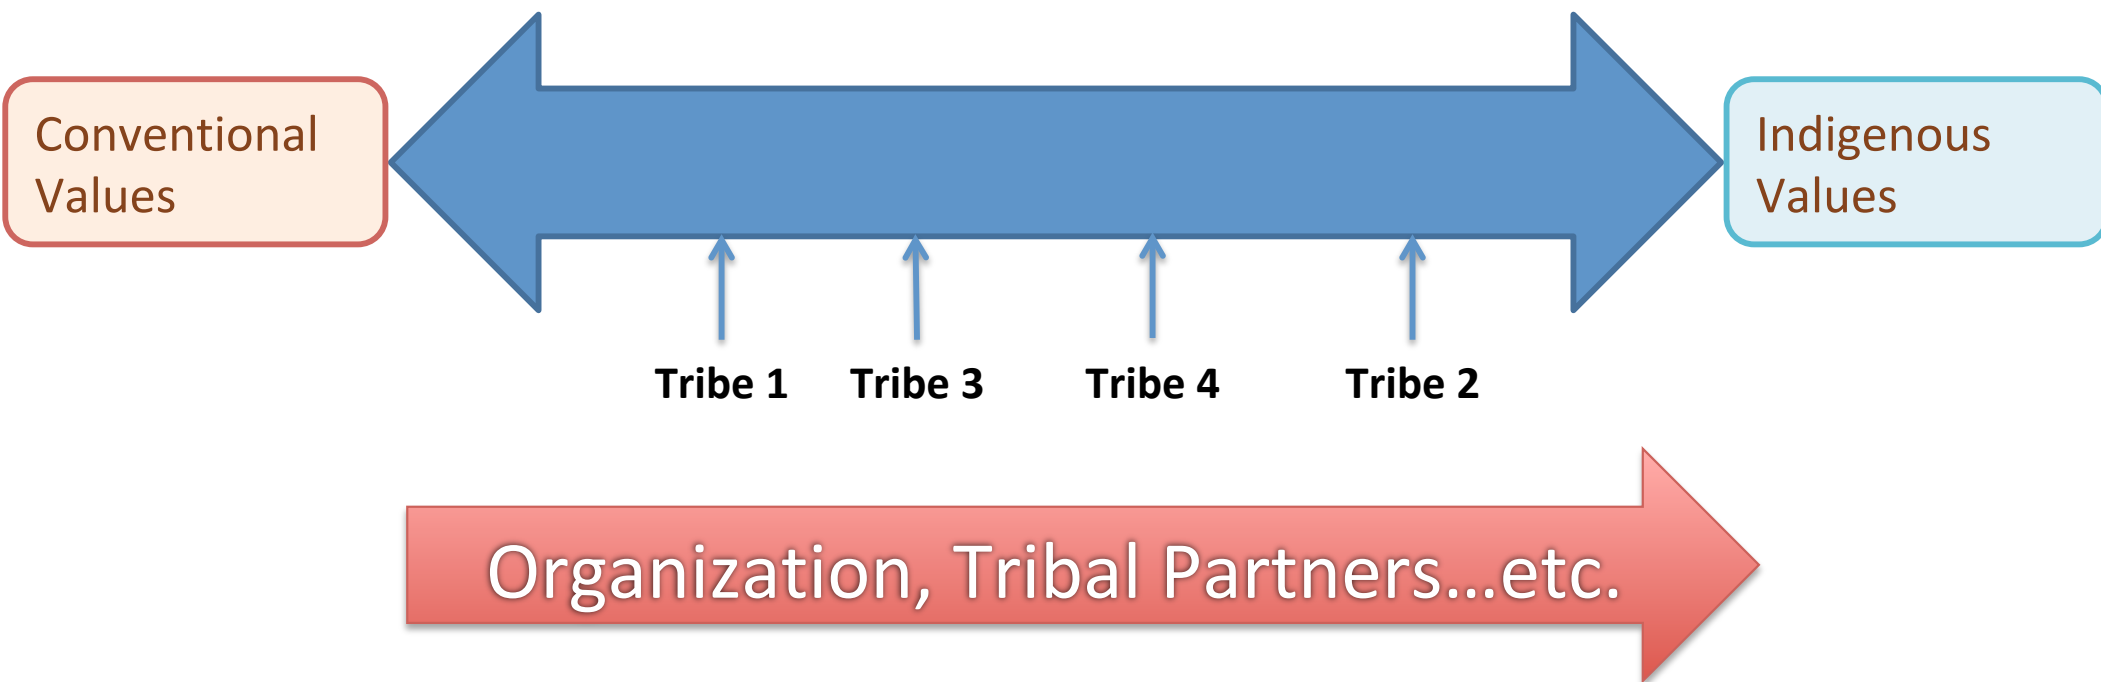 Conventional
Values
Indigenous
Values
Tribe 1
Tribe 3
Tribe 4
Tribe 2
Organization, Tribal Partners...etc.